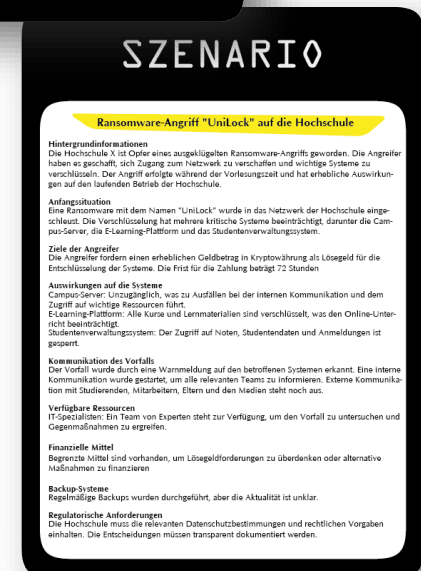 SZENARIO
Ransomware-Angriff "UniLock" auf die Hochschule
Hintergrundinformationen
Die Hochschule X ist Opfer eines ausgeklügelten Ransomware-Angriffs geworden. Die Angreifer
haben es geschafft, sich Zugang zum Netzwerk zu verschaffen und wichtige Systeme zu
verschlüsseln. Der Angriff erfolgte während der Vorlesungszeit und hat erhebliche Auswirkun-
gen auf den laufenden Betrieb der Hochschule.
Anfangssituation
Eine Ransomware mit dem Namen "UniLock" wurde in das Netzwerk der Hochschule einge-
schleust. Die Verschlüsselung hat mehrere kritische Systeme beeinträchtigt, darunter die Cam-
pus-Server, die E-Learning-Plattform und das Studentenverwaltungssystem.
Ziele der Angreifer
Die Angreifer fordern einen erheblichen Geldbetrag in Kryptowährung als Lösegeld für die
Entschlüsselung der Systeme. Die Frist für die Zahlung beträgt 72 Stunden
Auswirkungen auf die Systeme
Campus-Server: Unzugänglich, was zu Ausfällen bei der internen Kommunikation und dem
Zugriff auf wichtige Ressourcen führt.
E-Learning-Plattform: Alle Kurse und Lernmaterialien sind verschlüsselt, was den Online-Unter-
richt beeinträchtigt.
Studentenverwaltungssystem: Der Zugriff auf Noten, Studentendaten und Anmeldungen ist
gesperrt.
Kommunikation des Vorfalls
Der Vorfall wurde durch eine Warnmeldung auf den betroffenen Systemen erkannt. Eine interne
Kommunikation wurde gestartet, um alle relevanten Teams zu informieren. Externe Kommunika-
tion mit Studierenden, Mitarbeitern, Eltern und den Medien steht noch aus.
Verfügbare Ressourcen
IT-Spezialisten: Ein Team von Experten steht zur Verfügung, um den Vorfall zu untersuchen und
Gegenmaßnahmen zu ergreifen.
Finanzielle Mittel
Begrenzte Mittel sind vorhanden, um Lösegeldforderungen zu überdenken oder alternative
Maßnahmen zu finanzieren
Backup-Systeme
Regelmäßige Backups wurden durchgeführt, aber die Aktualität ist unklar.
Regulatorische Anforderungen
Die Hochschule muss die relevanten Datenschutzbestimmungen und rechtlichen Vorgaben
einhalten. Die Entscheidungen müssen transparent dokumentiert werden.